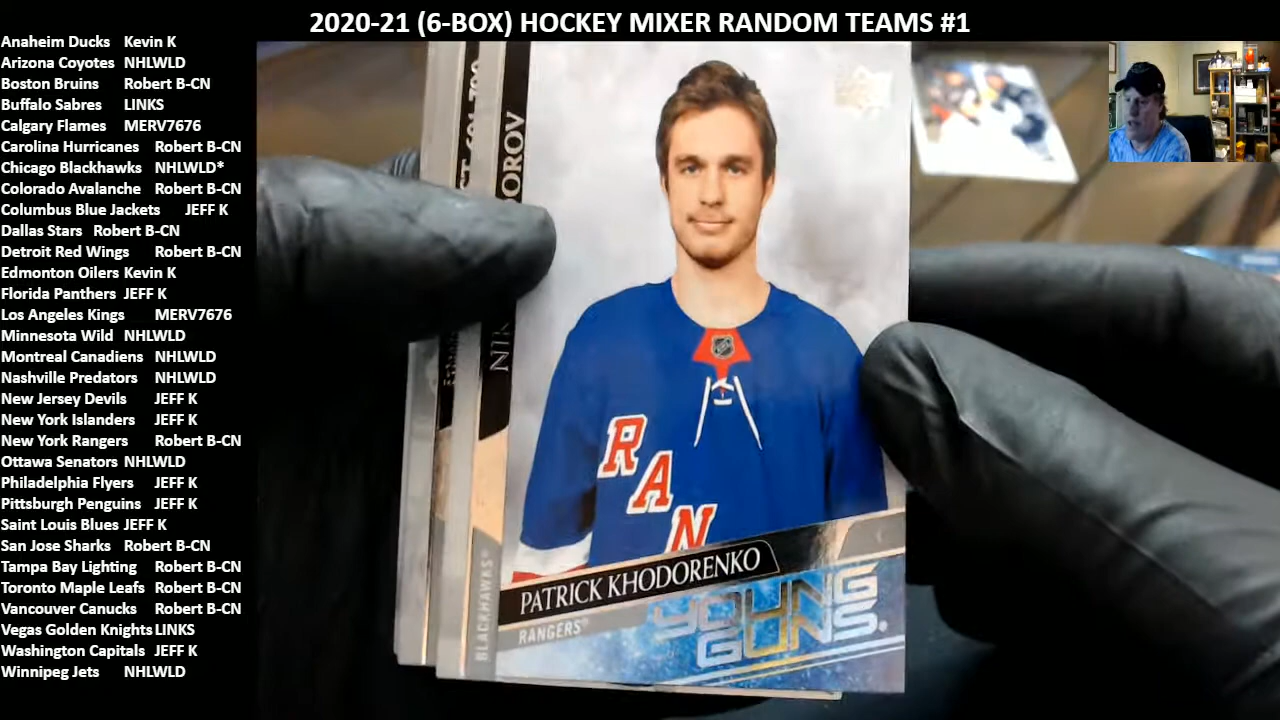 2020-21 (6-BOX) HOCKEY MIXER RANDOM TEAMS #1
Anaheim Ducks Kevin K
Arizona Coyotes NHLWLD
Boston Bruins Robert B-CN
Buffalo Sabres LINKS
Calgary Flames MERV7676
Carolina Hurricanes Robert B-CN
Chicago Blackhawks NHLWLD*
Colorado Avalanche Robert B-CN
Columbus Blue Jackets JEFF K
Dallas Stars Robert B-CN
Detroit Red Wings Robert B-CN
Edmonton Oilers Kevin K
Florida Panthers JEFF K
Los Angeles Kings MERV7676
Minnesota Wild NHLWLD
Montreal Canadiens NHLWLD
Nashville Predators NHLWLD
New Jersey Devils JEFF K
New York Islanders JEFF K
New York Rangers Robert B-CN
Ottawa Senators NHLWLD
Philadelphia Flyers JEFF K
Pittsburgh Penguins JEFF K
Saint Louis Blues JEFF K
San Jose Sharks Robert B-CN
Tampa Bay Lighting Robert B-CN
Toronto Maple Leafs Robert B-CN
Vancouver Canucks Robert B-CN
Vegas Golden Knights LINKS
Washington Capitals JEFF K
Winnipeg Jets NHLWLD
OROV
NIK
BLACKHAWKS®
RAN
PATRICK KHODORENKO
RANGERS®
YOUNG
GUNS®